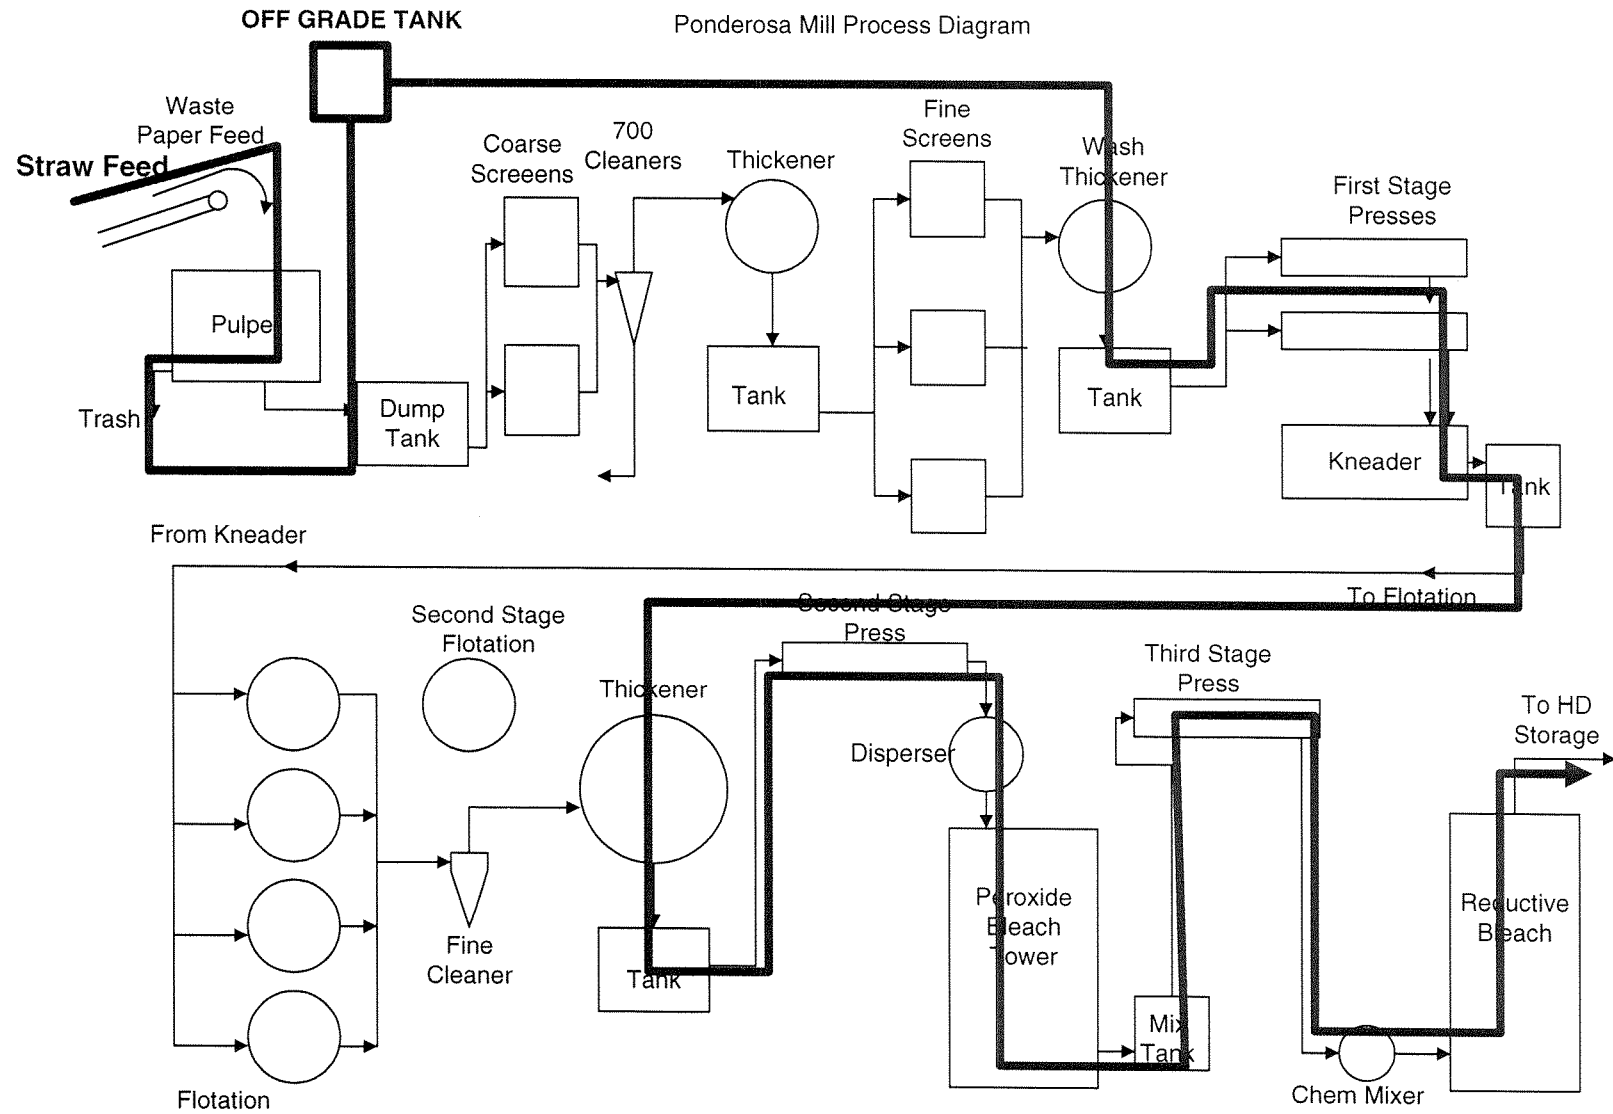 OFF GRADE TANK
Ponderosa Mill Process Diagram
Waste
Paper Feed
Straw Feed
Coarse
Screeens
700
Cleaners
Thickener
Fine
Screens
Wash
Thickener
First Stage
Presses
Pulpe
Trash
Dump
Tank
Tank
Tank
Kneader
Tank
From Kneader
To Flotation
Second Stage
Flotation
Second Stage
Press
Thickener
Third Stage
Press
To HD
Storage
Disperser
Peroxide
Bleach
Tower
Reductive
Bleach
Fine
Cleaner
Tank
Mix
Tank
Flotation
Chem Mixer